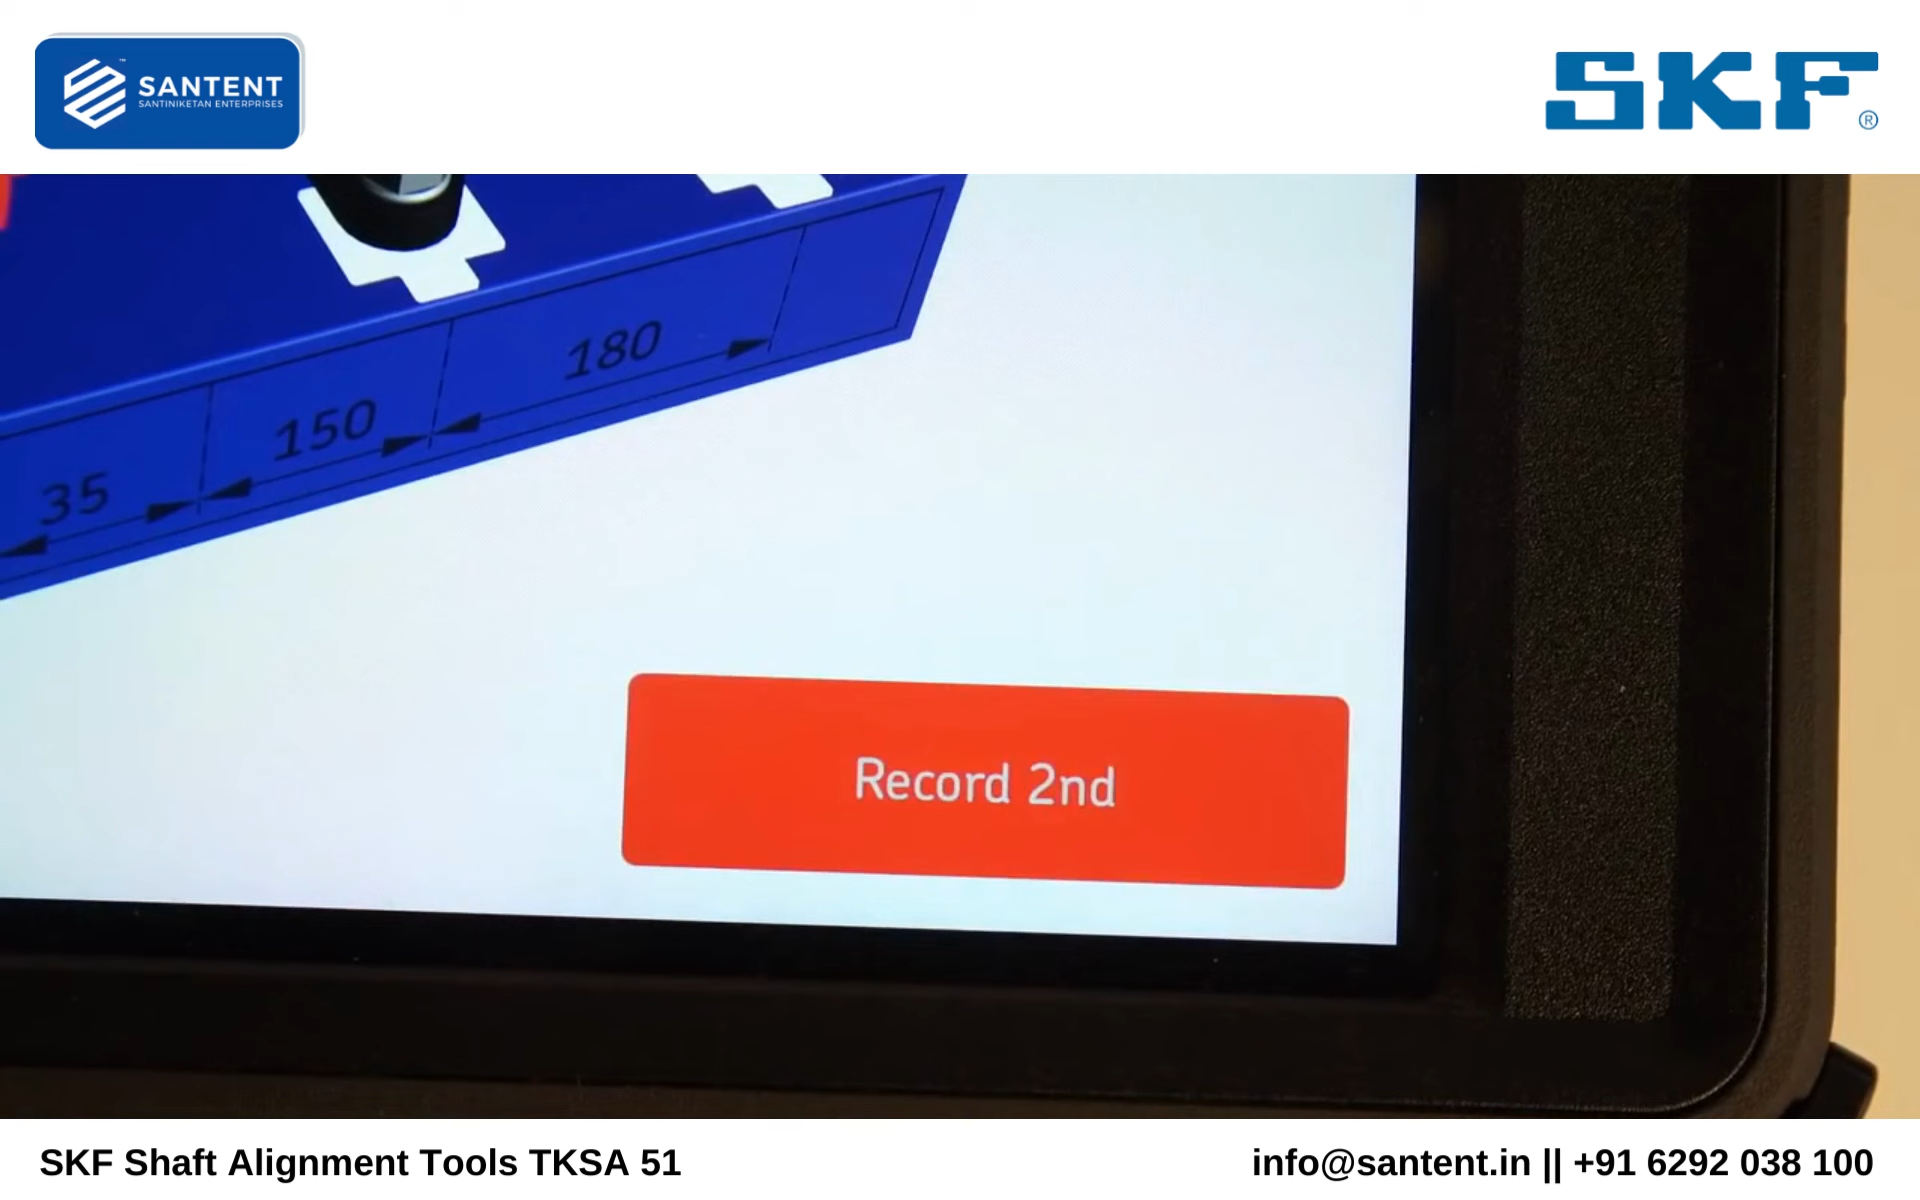 SANTENT
SANTINIKETAN ENTERPRISES
SKF
180
150
35
Record 2nd
SKF Shaft Alignment Tools TKSA 51
info@santent.in || +91 6292 038 100